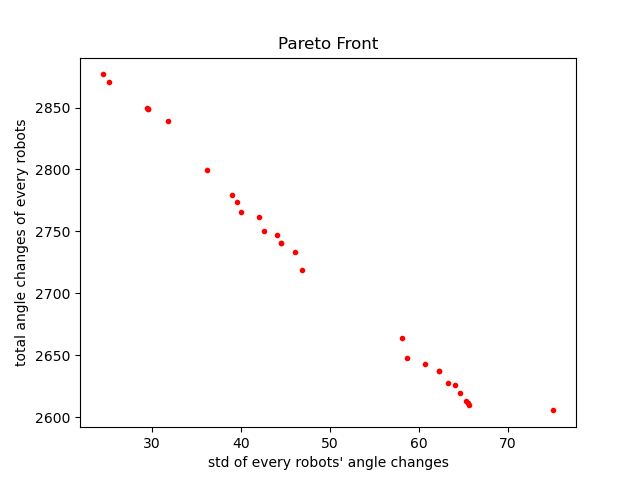 Pareto Front
total angle changes of every robots
2850
2800
2750
2700
2650
2600
30 40 50 60 70
std of every robots' angle changes